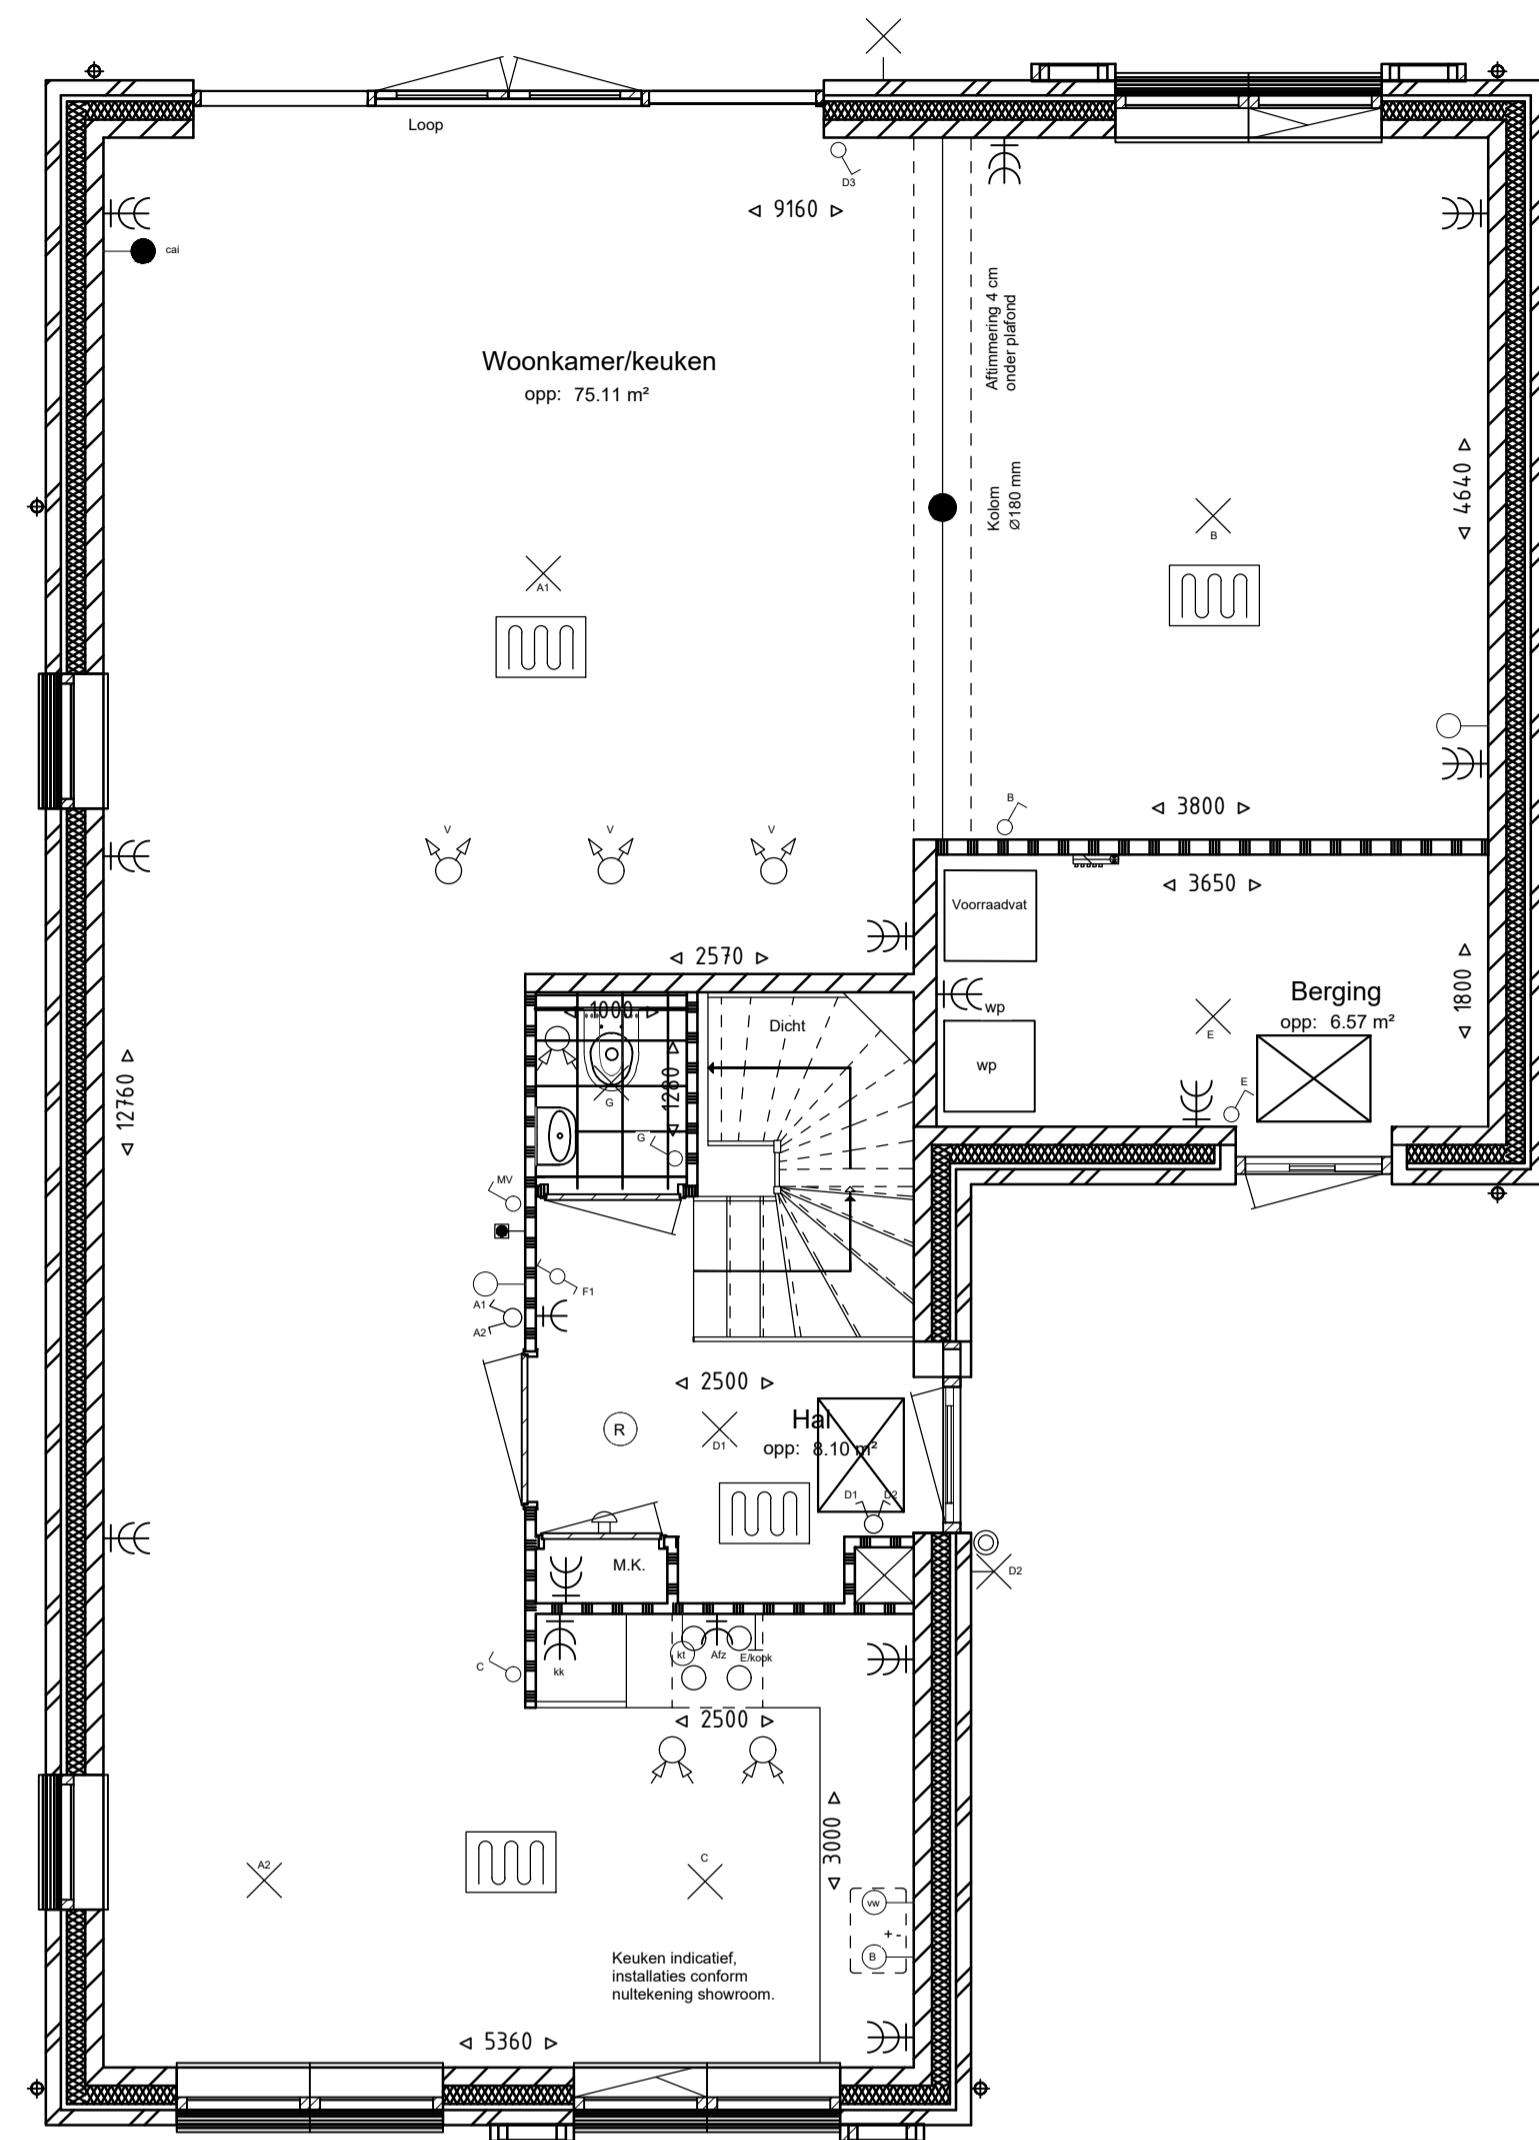 Loop
D3
9160
cai
Aftimmering 4 cm
onder plafond
Woonkamer/keuken
opp: 75.11 m²
4640
Kolom
Ø180 mm
B
A1
B
3800
V
V
V
3650
Voorraadvat
2570
1800
Berging
opp: 6.57 m²
wp
1000
Dicht
E
wp
12760
1280
G
E
G
MV
F1
A1
A2
2500
Hal
opp: 8.10 m²
R
D1
D1
D2
M.K.
D2
C
kk
kt
Afz
E/kook
2500
3000
A2
C
vw
+ -
B
Keuken indicatief,
installaties conform
nultekening showroom.
5360